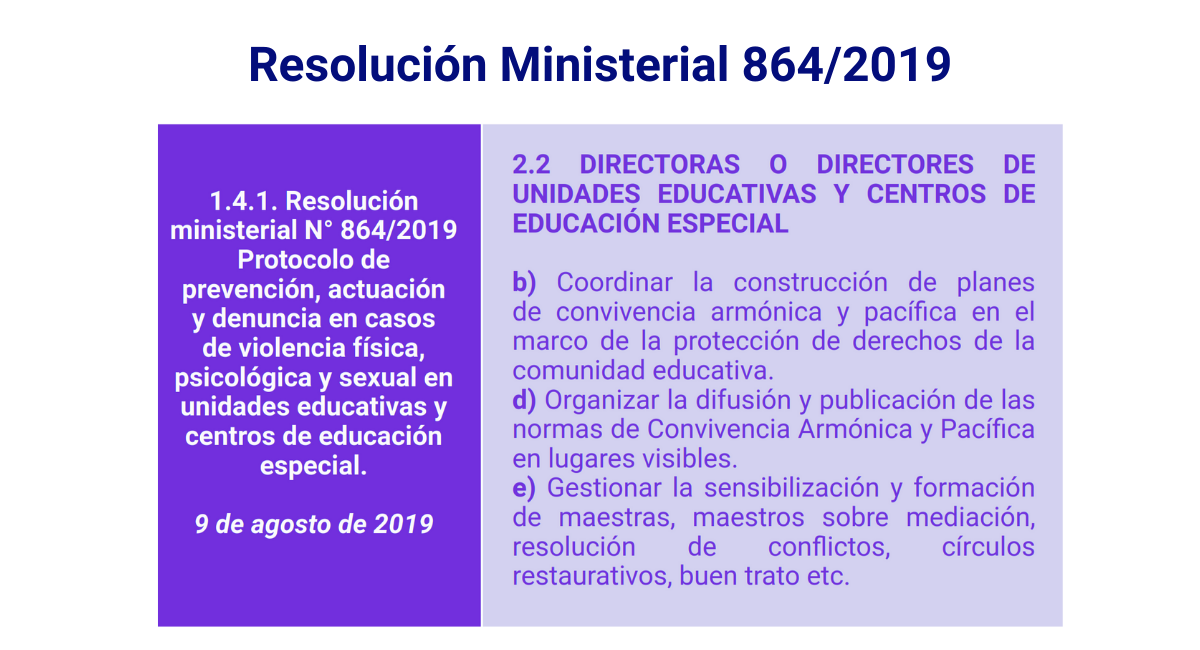 Resolución Ministerial 864/2019
1.4.1. Resolución
ministerial N° 864/2019
Protocolo de
prevención, actuación
y denuncia en casos
de violencia física,
psicológica y sexual en
unidades educativas y
centros de educación
especial.
9 de agosto de 2019
2.2 DIRECTORAS O DIRECTORES DE
UNIDADES EDUCATIVAS Y CENTROS DE
EDUCACIÓN ESPECIAL
b) Coordinar la construcción de planes
de convivencia armónica y pacífica en el
marco de la protección de derechos de la
comunidad educativa.
d) Organizar la difusión y publicación de las
normas de Convivencia Armónica y Pacífica
en lugares visibles.
e) Gestionar la sensibilización y formación
de maestras, maestros sobre mediación,
resolución de conflictos, círculos
restaurativos, buen trato etc.